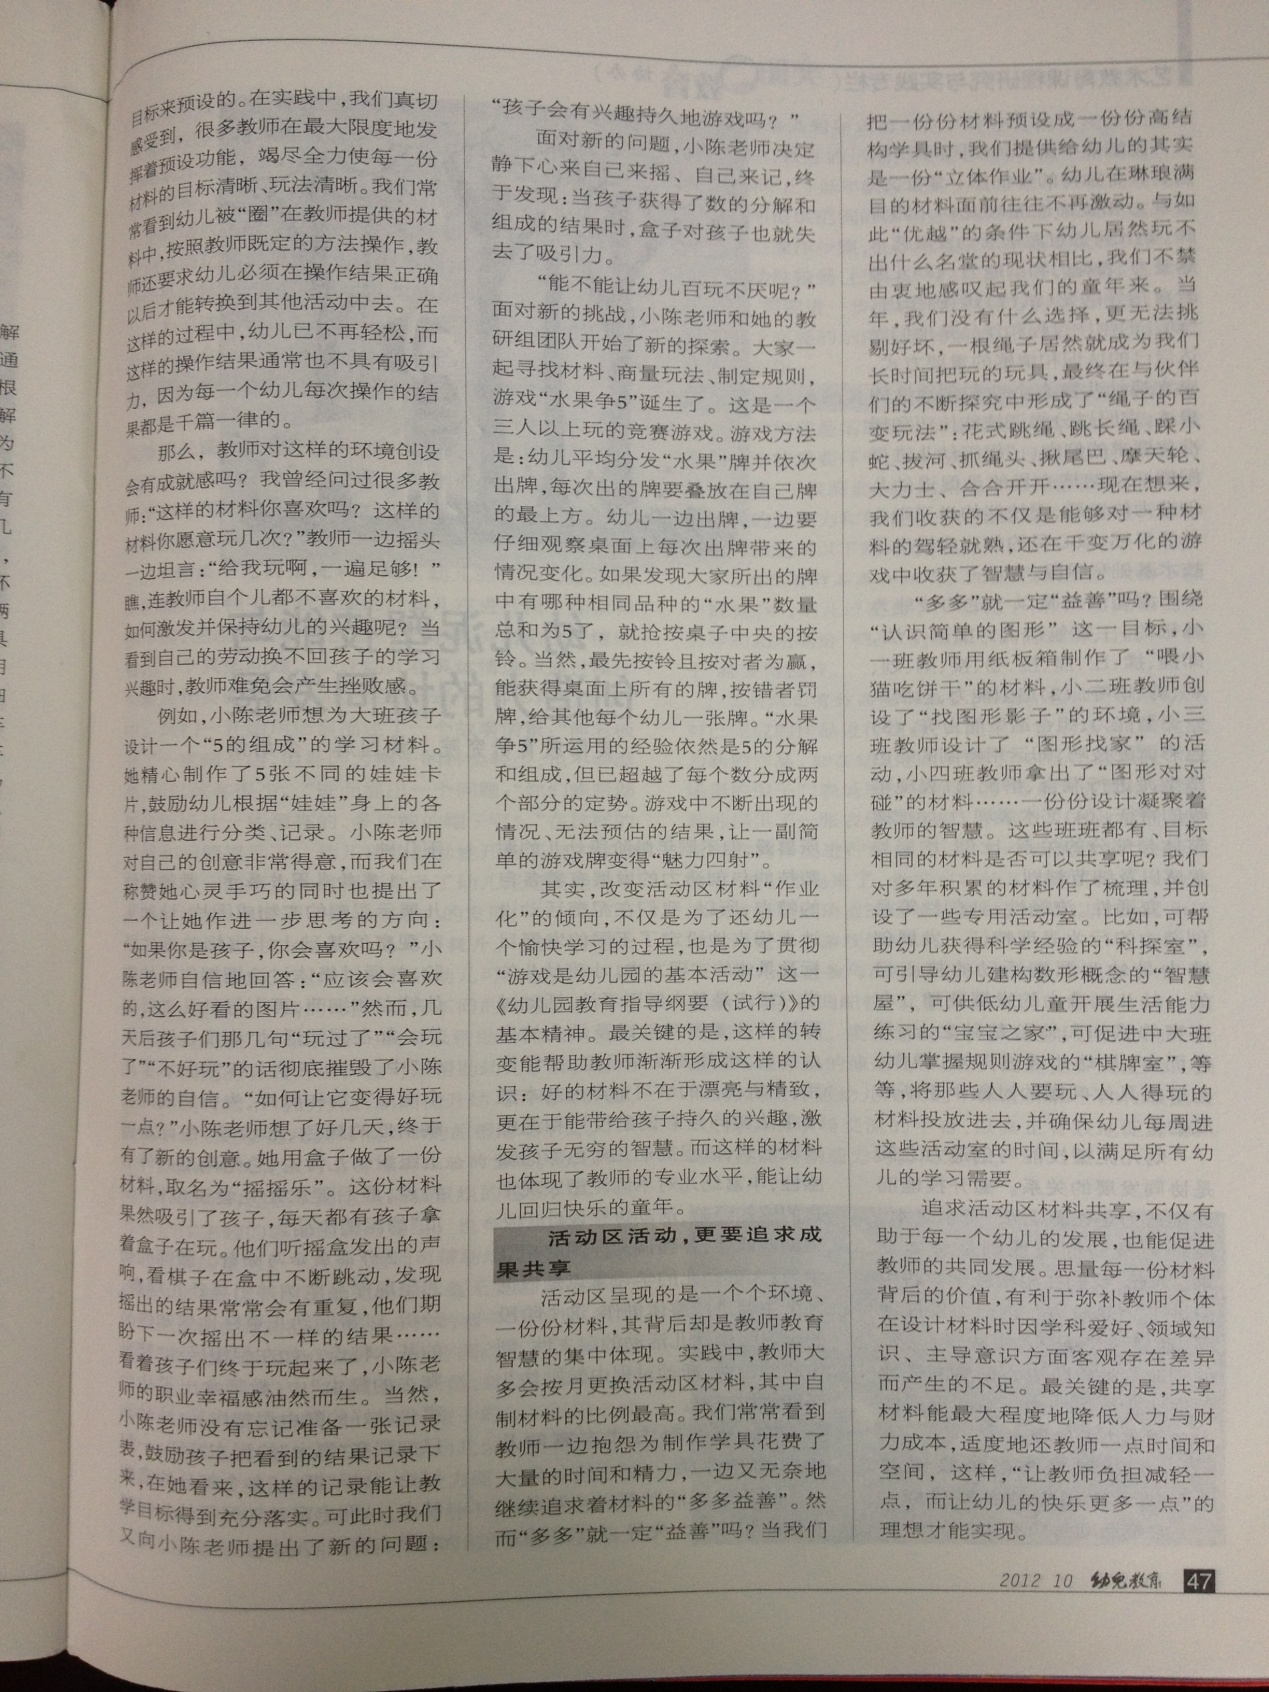 目标来预设的。在实践中，我们真切
感受到，很多教师在最大限度地发
挥着预设功能，竭尽全力使每一份
材料的目标清晰、玩法清晰。我们常
常看到幼儿被“圈”在教师提供的材
料中，按照教师既定的方法操作，教
师还要求幼儿必须在操作结果正确
以后才能转换到其他活动中去。在
这样的过程中，幼儿已不再轻松，而
这样的操作结果通常也不具有吸引
力，因为每一个幼儿每次操作的结
果都是千篇一律的。
那么，教师对这样的环境创设
会有成就感吗？我曾经问过很多教
师：“这样的材料你喜欢吗？这样的
材料你愿意玩几次？”教师一边摇头
一边坦言：“给我玩啊，一遍足够！”
瞧，连教师自个儿都不喜欢的材料，
如何激发并保持幼儿的兴趣呢？当
看到自己的劳动换不回孩子的学习
兴趣时，教师难免会产生挫败感。
例如，小陈老师想为大班孩子
设计一个“5的组成”的学习材料。
她精心制作了5张不同的娃娃卡
片，鼓励幼儿根据“娃娃”身上的各
种信息进行分类、记录。小陈老师
对自己的创意非常得意，而我们在
称赞她心灵手巧的同时也提出了
一个让她作进一步思考的方向：
“如果你是孩子，你会喜欢吗？”小
陈老师自信地回答：“应该会喜欢
的，这么好看的图片……”然而，几
天后孩子们那几句“玩过了”“会玩
了”“不好玩”的话彻底摧毁了小陈
老师的自信。“如何让它变得好玩
一点？”小陈老师想了好几天，终于
有了新的创意。她用盒子做了一份
材料，取名为“摇摇乐”。这份材料
果然吸引了孩子，每天都有孩子拿
着盒子在玩。他们听摇盒发出的声
响，看棋子在盒中不断跳动，发现
摇出的结果常常会有重复，他们期
盼下一次摇出不一样的结果……
看着孩子们终于玩起来了，小陈老
师的职业幸福感油然而生。当然，
小陈老师没有忘记准备一张记录
表，鼓励孩子把看到的结果记录下
来，在她看来，这样的记录能让教
学目标得到充分落实。可此时我们
又向小陈老师提出了新的问题：
“孩子会有兴趣持久地游戏吗？”
面对新的问题，小陈老师决定
静下心来自己来摇、自己来记，终
于发现：当孩子获得了数的分解和
组成的结果时，盒子对孩子也就失
去了吸引力。
“能不能让幼儿百玩不厌呢？”
面对新的挑战，小陈老师和她的教
研组团队开始了新的探索。大家一
起寻找材料、商量玩法、制定规则，
游戏“水果争5”诞生了。这是一个
三人以上玩的竞赛游戏。游戏方法
是：幼儿平均分发“水果”牌并依次
出牌，每次出的牌要叠放在自己牌
的最上方。幼儿一边出牌，一边要
仔细观察桌面上每次出牌带来的
情况变化。如果发现大家所出的牌
中有哪种相同品种的“水果”数量
总和为5了，就抢按桌子中央的按
铃。当然，最先按铃且按对者为赢，
能获得桌面上所有的牌，按错者罚
牌，给其他每个幼儿一张牌。“水果
争5”所运用的经验依然是5的分解
和组成，但已超越了每个数分成两
个部分的定势。游戏中不断出现的
情况、无法预估的结果，让一副简
单的游戏牌变得“魅力四射”。
其实，改变活动区材料“作业
化”的倾向，不仅是为了还幼儿一
个愉快学习的过程，也是为了贯彻
“游戏是幼儿园的基本活动”这一
《幼儿园教育指导纲要（试行）》的
基本精神。最关键的是，这样的转
变能帮助教师渐渐形成这样的认
识：好的材料不在于漂亮与精致，
更在于能带给孩子持久的兴趣，激
发孩子无穷的智慧。而这样的材料
也体现了教师的专业水平，能让幼
儿回归快乐的童年。
活动区活动，更要追求成
果共享
活动区呈现的是一个个环境、
一份份材料，其背后却是教师教育
智慧的集中体现。实践中，教师大
多会按月更换活动区材料，其中自
制材料的比例最高。我们常常看到
教师一边抱怨为制作学具花费了
大量的时间和精力，一边又无奈地
继续追求着材料的“多多益善”。然
而“多多”就一定“益善”吗？当我们
把一份份材料预设成一份份高结
构学具时，我们提供给幼儿的其实
是一份“立体作业”。幼儿在琳琅满
目的材料面前往往不再激动。与如
此“优越”的条件下幼儿居然玩不
出什么名堂的现状相比，我们不禁
由衷地感叹起我们的童年来。当
年，我们没有什么选择，更无法挑
剔好坏，一根绳子居然就成为我们
长时间把玩的玩具，最终在与伙伴
们的不断探究中形成了“绳子的百
变玩法”：花式跳绳、跳长绳、踩小
蛇、拔河、抓绳头、揪尾巴、摩天轮、
大力士、合合开开……现在想来，
我们收获的不仅是能够对一种材
料的驾轻就熟，还在千变万化的游
戏中收获了智慧与自信。
“多多”就一定“益善”吗？围绕
“认识简单的图形”这一目标，小
一班教师用纸板箱制作了“喂小
猫吃饼干”的材料，小二班教师创
设了“找图形影子”的环境，小三
班教师设计了“图形找家”的活
动，小四班教师拿出了“图形对对
碰”的材料……一份份设计凝聚着
教师的智慧。这些班班都有、目标
相同的材料是否可以共享呢？我们
对多年积累的材料作了梳理，并创
设了一些专用活动室。比如，可帮
助幼儿获得科学经验的“科探室”，
可引导幼儿建构数形概念的“智慧
屋”，可供低幼儿童开展生活能力
练习的“宝宝之家”，可促进中大班
幼儿掌握规则游戏的“棋牌室”，等
等，将那些人人要玩、人人得玩的
材料投放进去，并确保幼儿每周进
这些活动室的时间，以满足所有幼
儿的学习需要。
追求活动区材料共享，不仅有
助于每一个幼儿的发展，也能促进
教师的共同发展。思量每一份材料
背后的价值，有利于弥补教师个体
在设计材料时因学科爱好、领域知
识、主导意识方面客观存在差异
而产生的不足。最关键的是，共享
材料能最大程度地降低人力与财
力成本，适度地还教师一点时间和
空间，这样，“让教师负担减轻一
点，而让幼儿的快乐更多一点”的
理想才能实现。
2012 10 幼儿教育 47